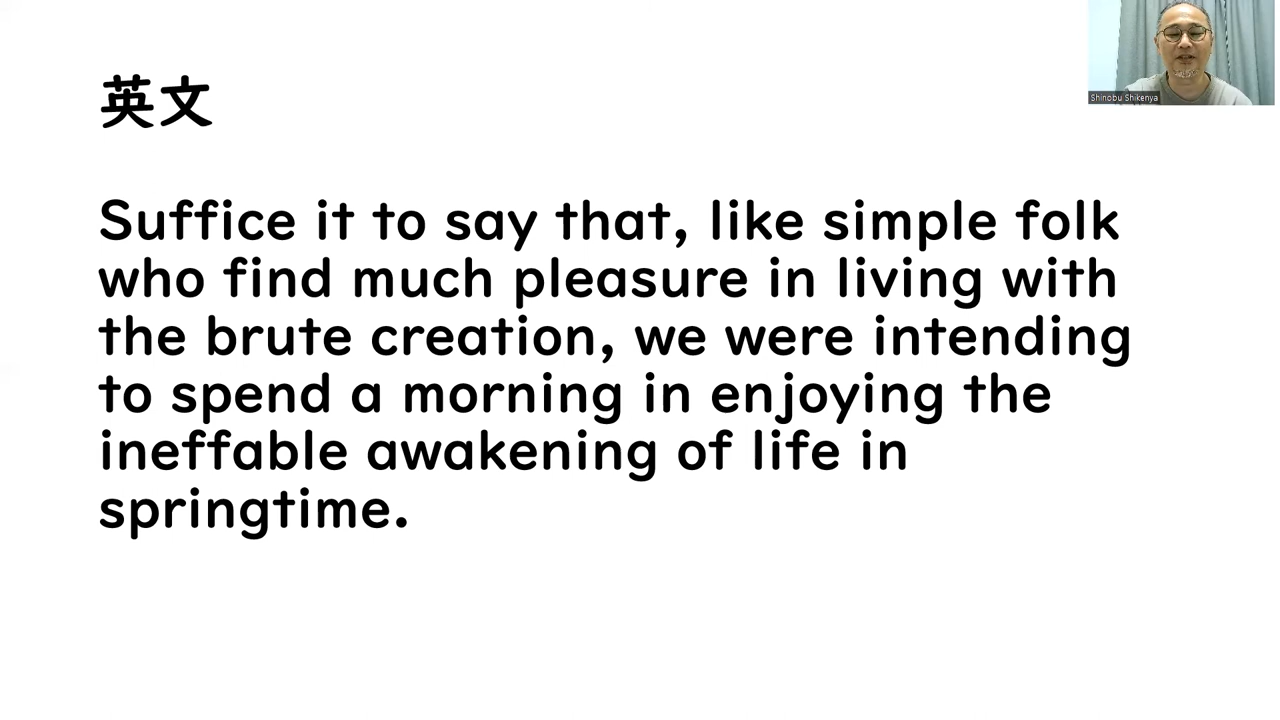 英文
Shinobu Shikenya
Suffice it to say that, like simple folk
who find much pleasure in living with
the brute creation, we were intending
to spend a morning in enjoying the
ineffable awakening of life in
springtime.